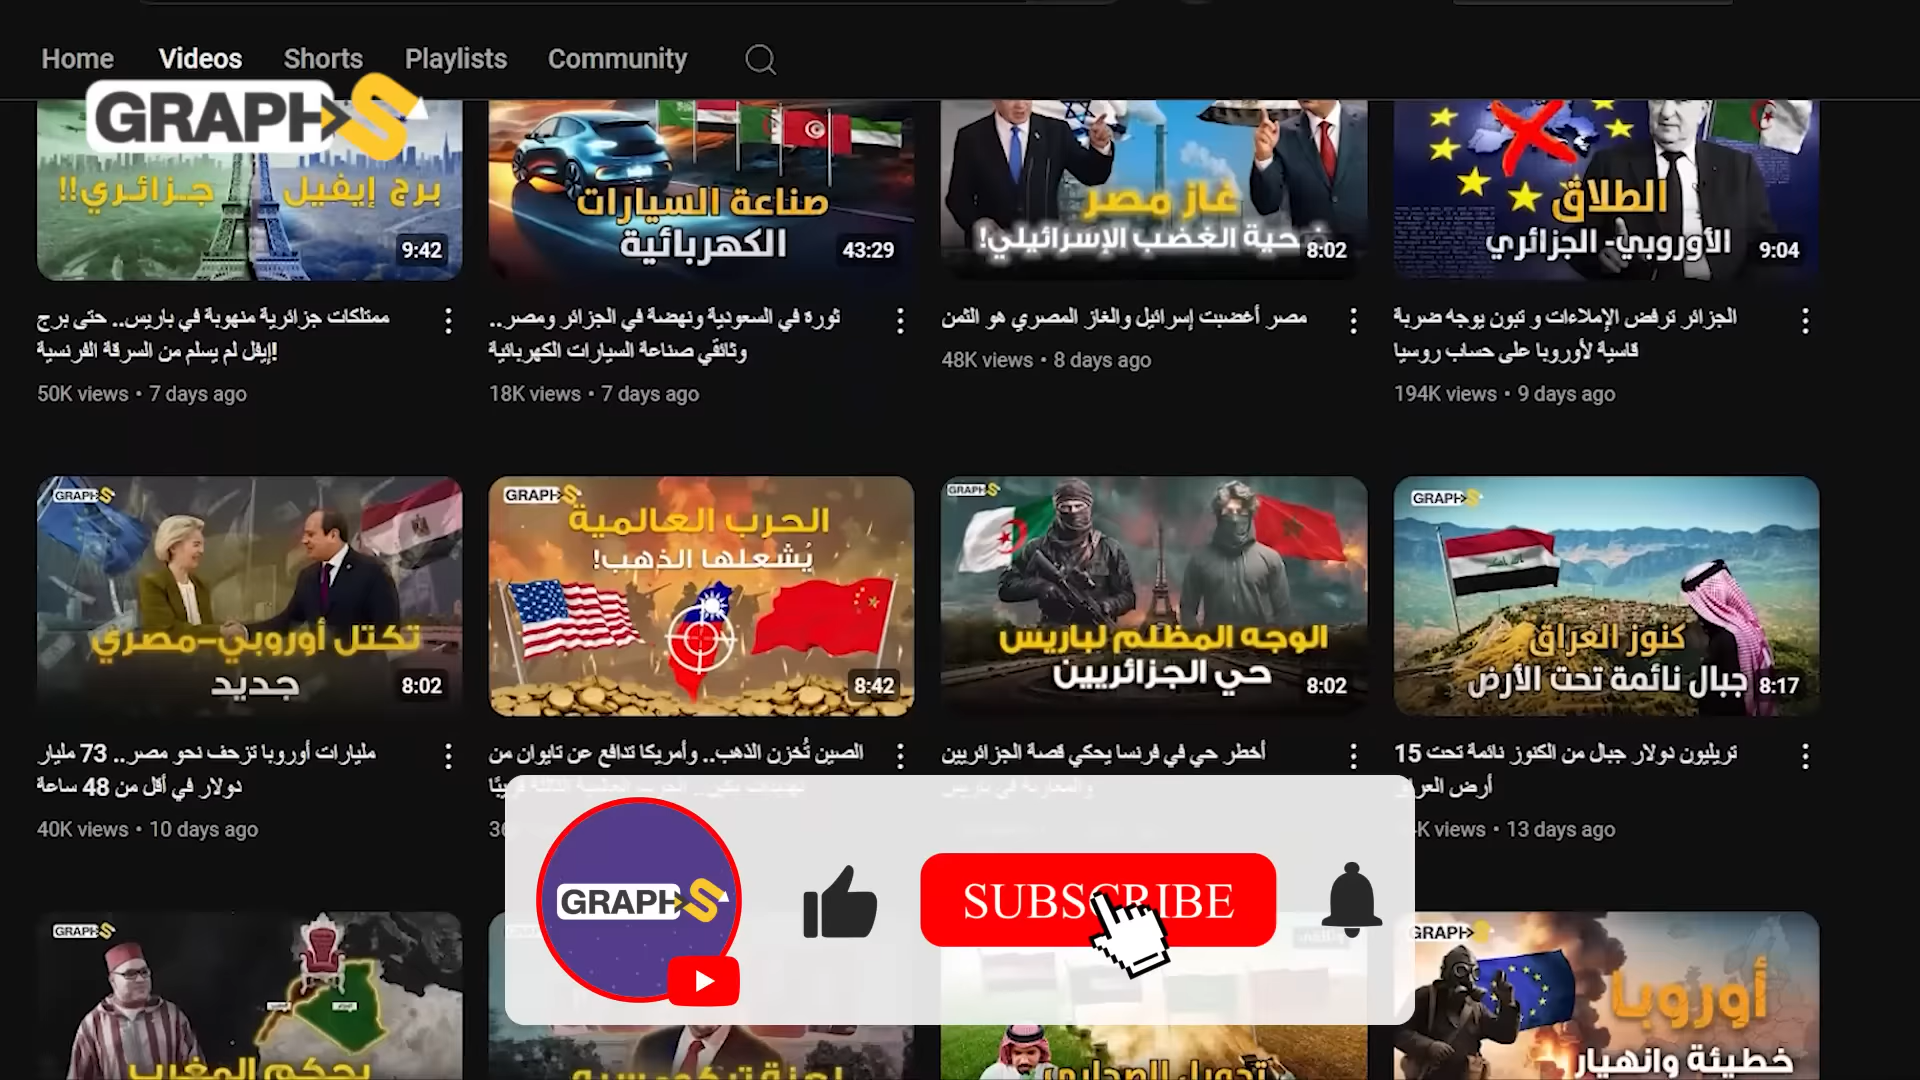 Home Videos Shorts Playlists Community
GRAPHS
برج إيفيل جزائري!!
9:42
صناعة السيارات
الكهربائية
43:29
غاز مصر
الغضب الإسرائيلي!
8:02
الطلاق
الأوروبي- الجزائري
9:04
ممتلكات جزائرية منهوبة في باريس.. حتى برج
إيفل لم يسلم من السرقة الفرنسية!
50K views • 7 days ago
ثورة في السعودية ونهضة في الجزائر ومصر..
وثائقي صناعة السيارات الكهربائية
18K views • 7 days ago
مصر أغضبت إسرائيل والغاز المصري هو الثمن
48K views • 8 days ago
الجزائر ترفض الإملاءات و تبون يوجه ضربة
قاسية لأوروبا على حساب روسيا
194K views • 9 days ago
GRAPHS
تكتل أوروبي-مصري
جديد
8:02
GRAPHS
الحرب العالمية
يُشعلها الذهب!
8:42
GRAPHS
الوجه المظلم لباريس
حي الجزائريين
8:02
GRAPHS
كنوز العراق
جبال نائمة تحت الأرض
8:17
مليارات أوروبا تزحف نحو مصر.. 73 مليار
دولار في أقل من 48 ساعة
40K views • 10 days ago
الصين تُخزن الذهب.. وأمريكا تدافع عن تايوان من
أخطر حي في فرنسا يحكي قصة الجزائريين
والمغاربة في باريس
15 تريليون دولار جبال من الكنوز نائمة تحت
أرض
K views • 13 days ago
GRAPHS
SUBSCRIBE
GRAPHS
يحكم المغرب
تحويل الصحاري
GRAPHS
أوروبا
خطيئة وانهيار